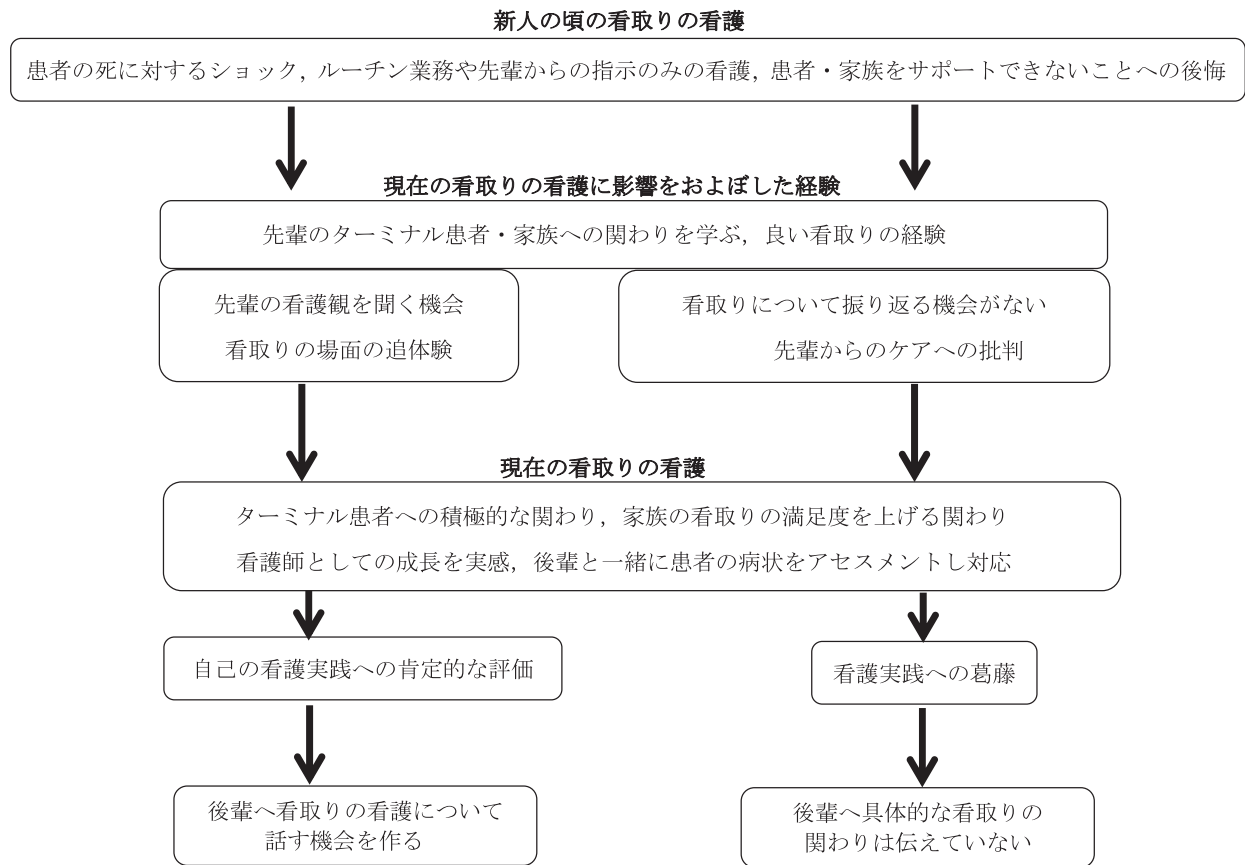 新人の頃の看取りの看護
患者の死に対するショック，ルーチン業務や先輩からの指示のみの看護，患者・家族をサポートできないことへの後悔
現在の看取りの看護に影響をおよぼした経験
先輩のターミナル患者・家族への関わりを学ぶ，良い看取りの経験
先輩の看護観を聞く機会
看取りの場面の追体験
看取りについて振り返る機会がない
先輩からのケアへの批判
現在の看取りの看護
ターミナル患者への積極的な関わり，家族の看取りの満足度を上げる関わり
看護師としての成長を実感，後輩と一緒に患者の病状をアセスメントし対応
自己の看護実践への肯定的な評価
看護実践への葛藤
後輩へ看取りの看護について
話す機会を作る
後輩へ具体的な看取りの
関わりは伝えていない